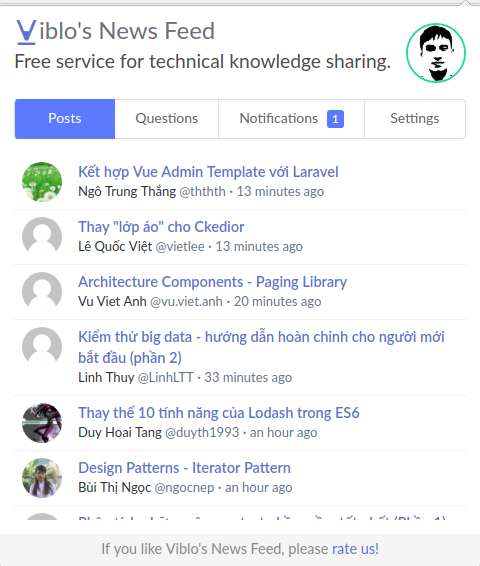 Viblo's News Feed
Free service for technical knowledge sharing.
Posts Questions Notifications 1 Settings
Kết hợp Vue Admin Template với Laravel
Ngô Trung Thắng @ththth · 13 minutes ago
Thay "lớp áo" cho Ckedior
Lê Quốc Việt @vietlee · 13 minutes ago
Architecture Components - Paging Library
Vu Viet Anh @vu.viet.anh · 20 minutes ago
Kiểm thử big data - hướng dẫn hoàn chỉnh cho người mới
bắt đầu (phần 2)
Linh Thuy @LinhLTT · 33 minutes ago
Thay thế 10 tính năng của Lodash trong ES6
Duy Hoai Tang @duyth1993 · an hour ago
Design Patterns - Iterator Pattern
Bùi Thị Ngọc @ngocnep · an hour ago
If you like Viblo's News Feed, please rate us!